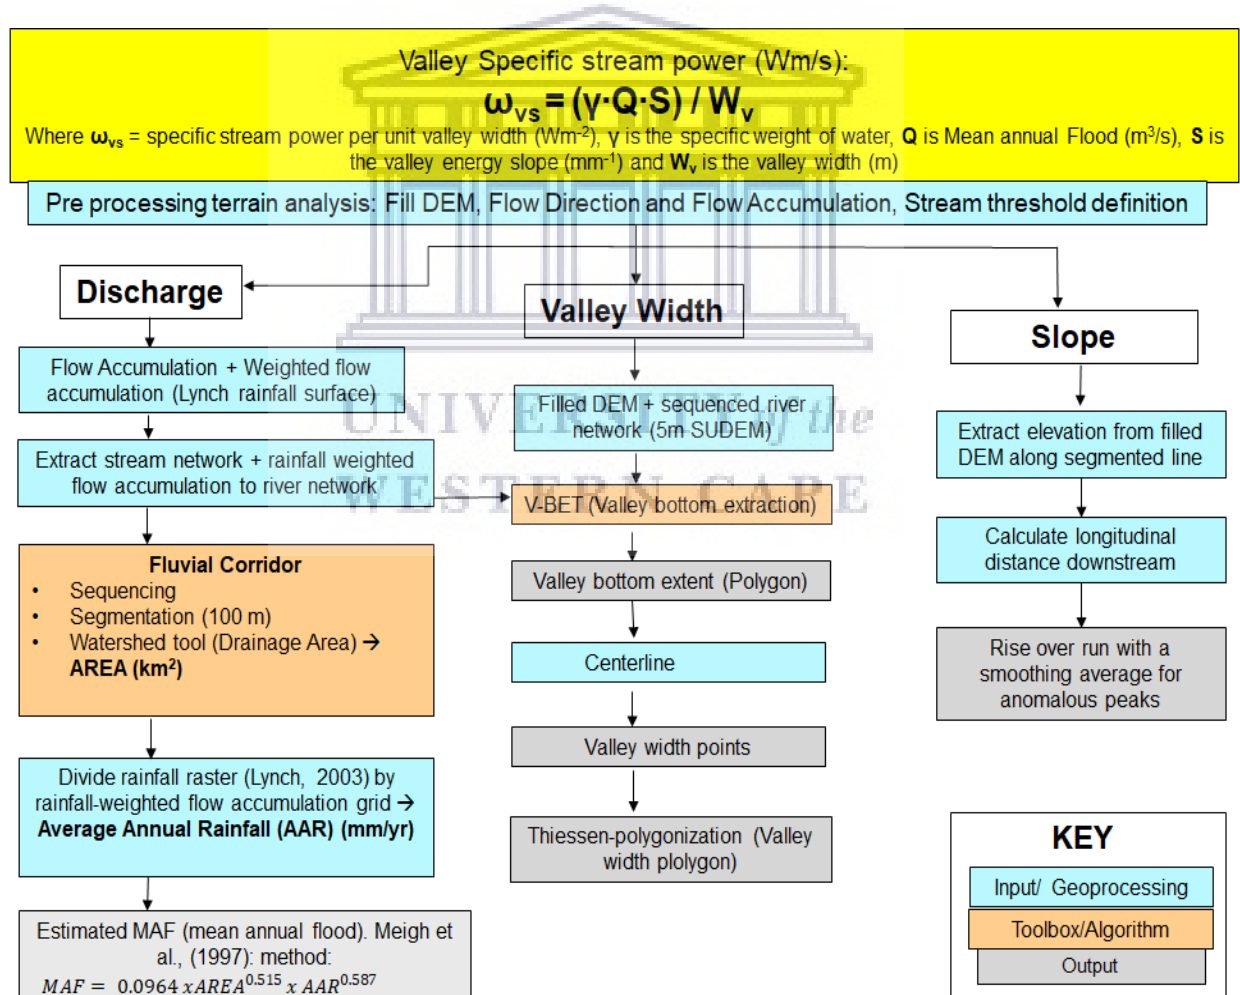 Valley Specific stream power (Wm/s):
ωvs = (γ·Q·S) / Wv
Where ωvs = specific stream power per unit valley width (Wm-2), γ is the specific weight of water, Q is Mean annual Flood (m3/s), S is
the valley energy slope (mm-1) and Wv is the valley width (m)
Pre processing terrain analysis: Fill DEM, Flow Direction and Flow Accumulation, Stream threshold definition
Discharge
Flow Accumulation + Weighted flow
accumulation (Lynch rainfall surface)
Extract stream network + rainfall weighted
flow accumulation to river network
Fluvial Corridor
• Sequencing
• Segmentation (100 m)
• Watershed tool (Drainage Area) →
AREA (km2)
Divide rainfall raster (Lynch, 2003) by
rainfall-weighted flow accumulation grid →
Average Annual Rainfall (AAR) (mm/yr)
Estimated MAF (mean annual flood). Meigh et
al., (1997): method:
MAF = 0.0964 xAREA^0.515 x AAR^0.587
Valley Width
Filled DEM + sequenced river
network (5m SUDEM)
V-BET (Valley bottom extraction)
Valley bottom extent (Polygon)
Centerline
Valley width points
Thiessen-polygonization (Valley
width plolygon)
Slope
Extract elevation from filled
DEM along segmented line
Calculate longitudinal
distance downstream
Rise over run with a
smoothing average for
anomalous peaks
KEY
Input/ Geoprocessing
Toolbox/Algorithm
Output
UNIVERSITY of the
WESTERN CAPE